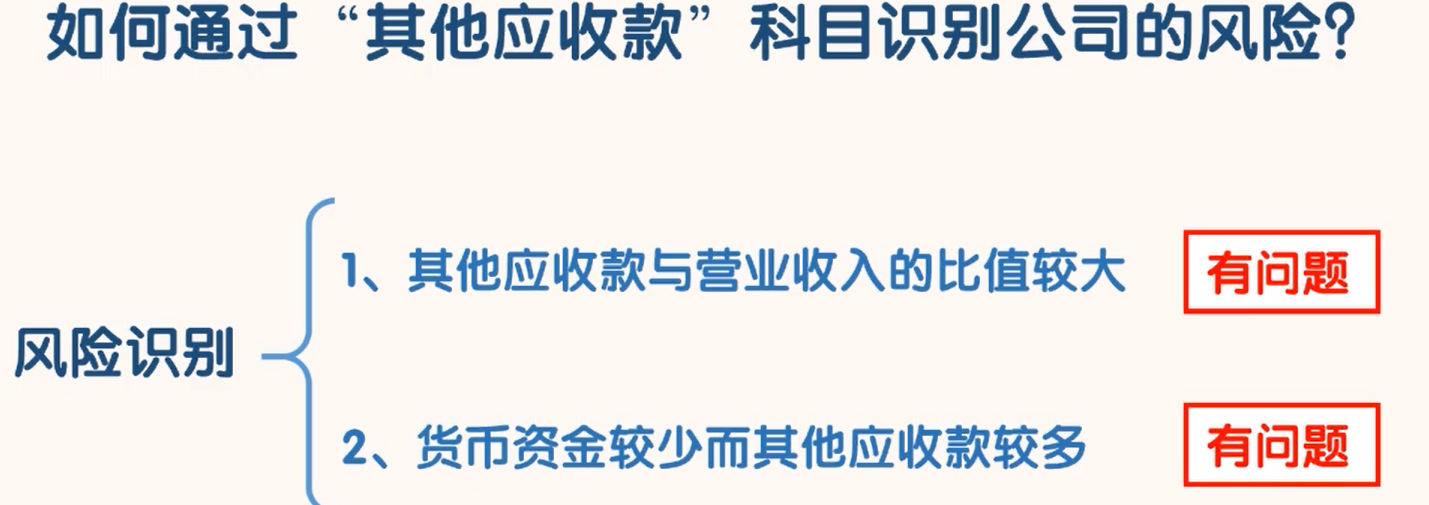 如何通过“其他应收款”科目识别公司的风险?
1、其他应收款与营业收入的比值较大 有问题
风险识别
2、货币资金较少而其他应收款较多 有问题